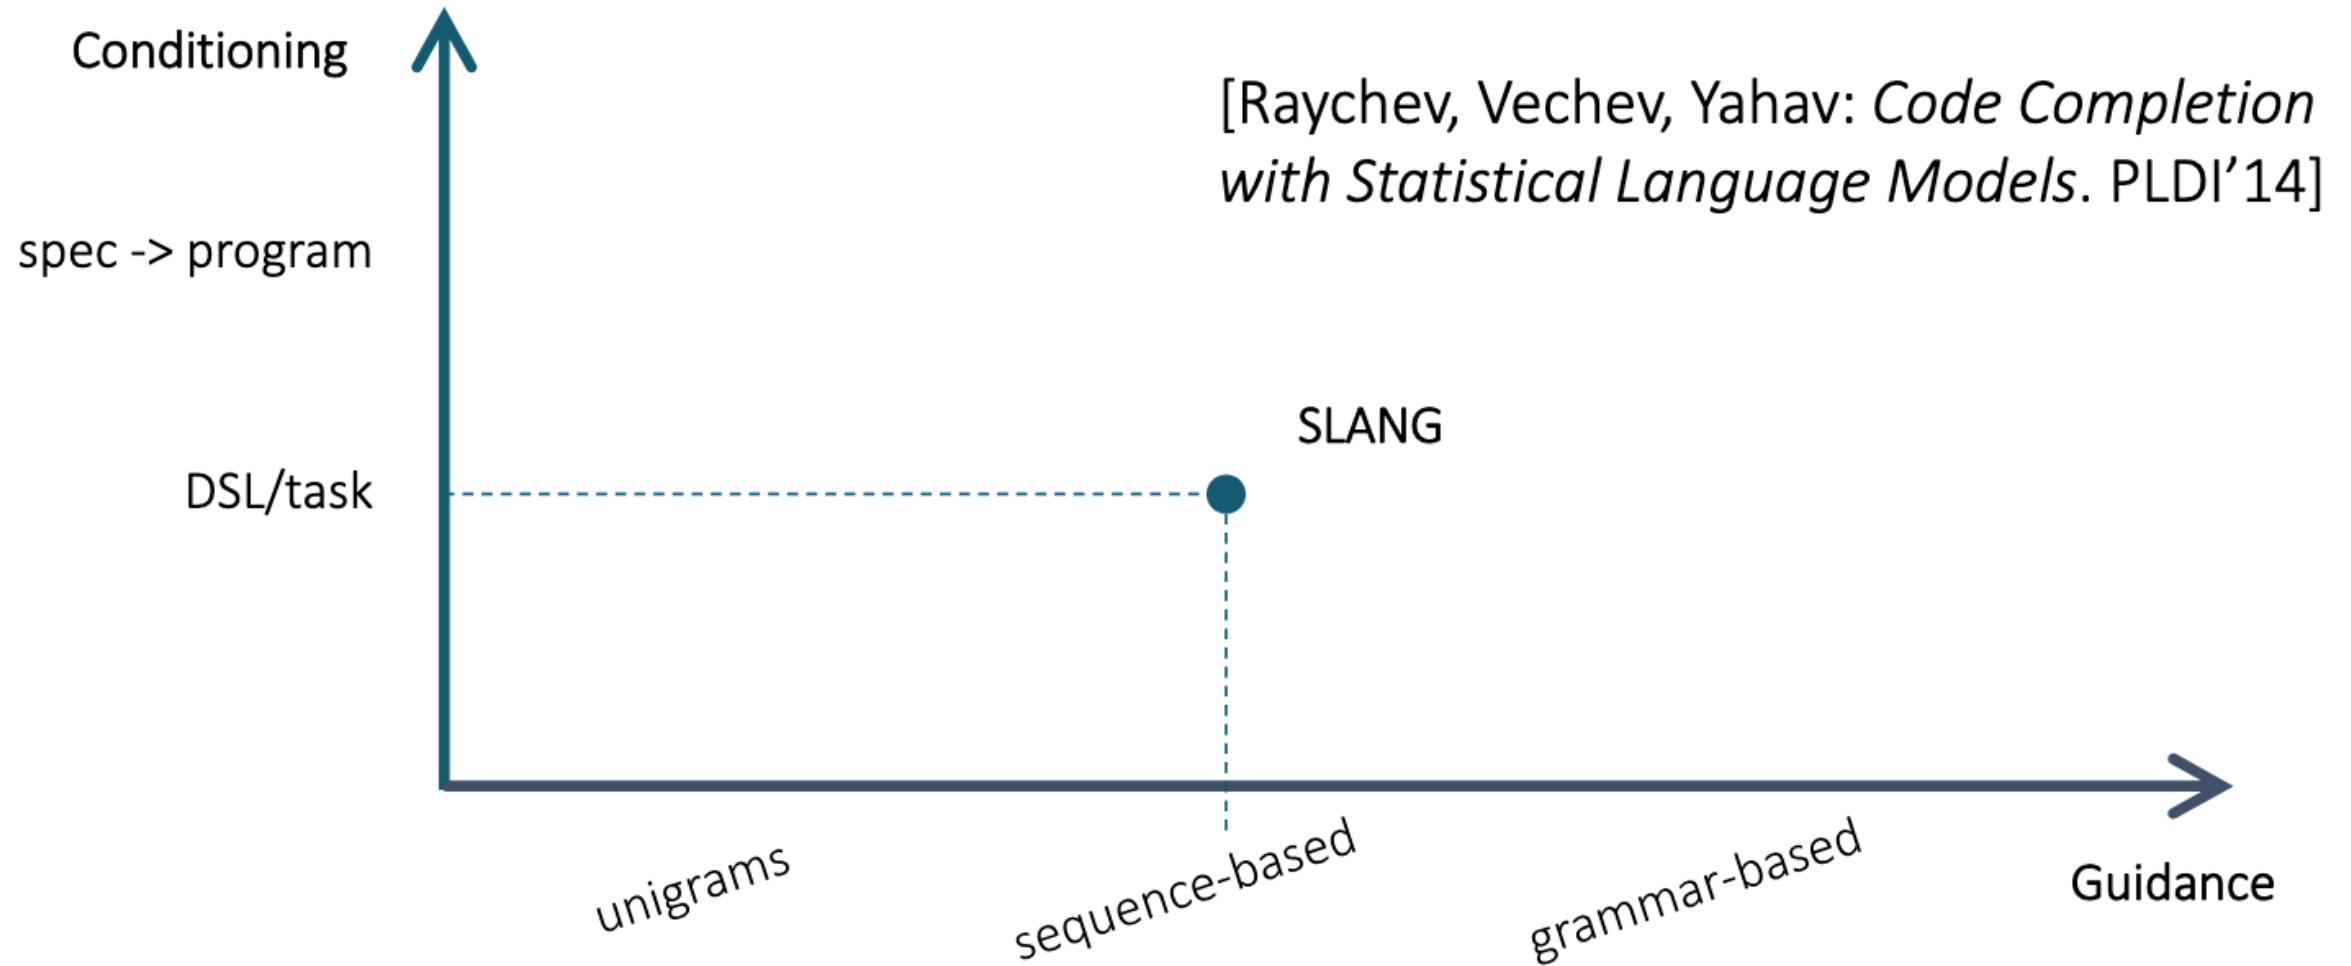 Conditioning
[Raychev, Vechev, Yahav: Code Completion
with Statistical Language Models. PLDI’14]
spec -> program
SLANG
DSL/task
unigrams
sequence-based
grammar-based
Guidance